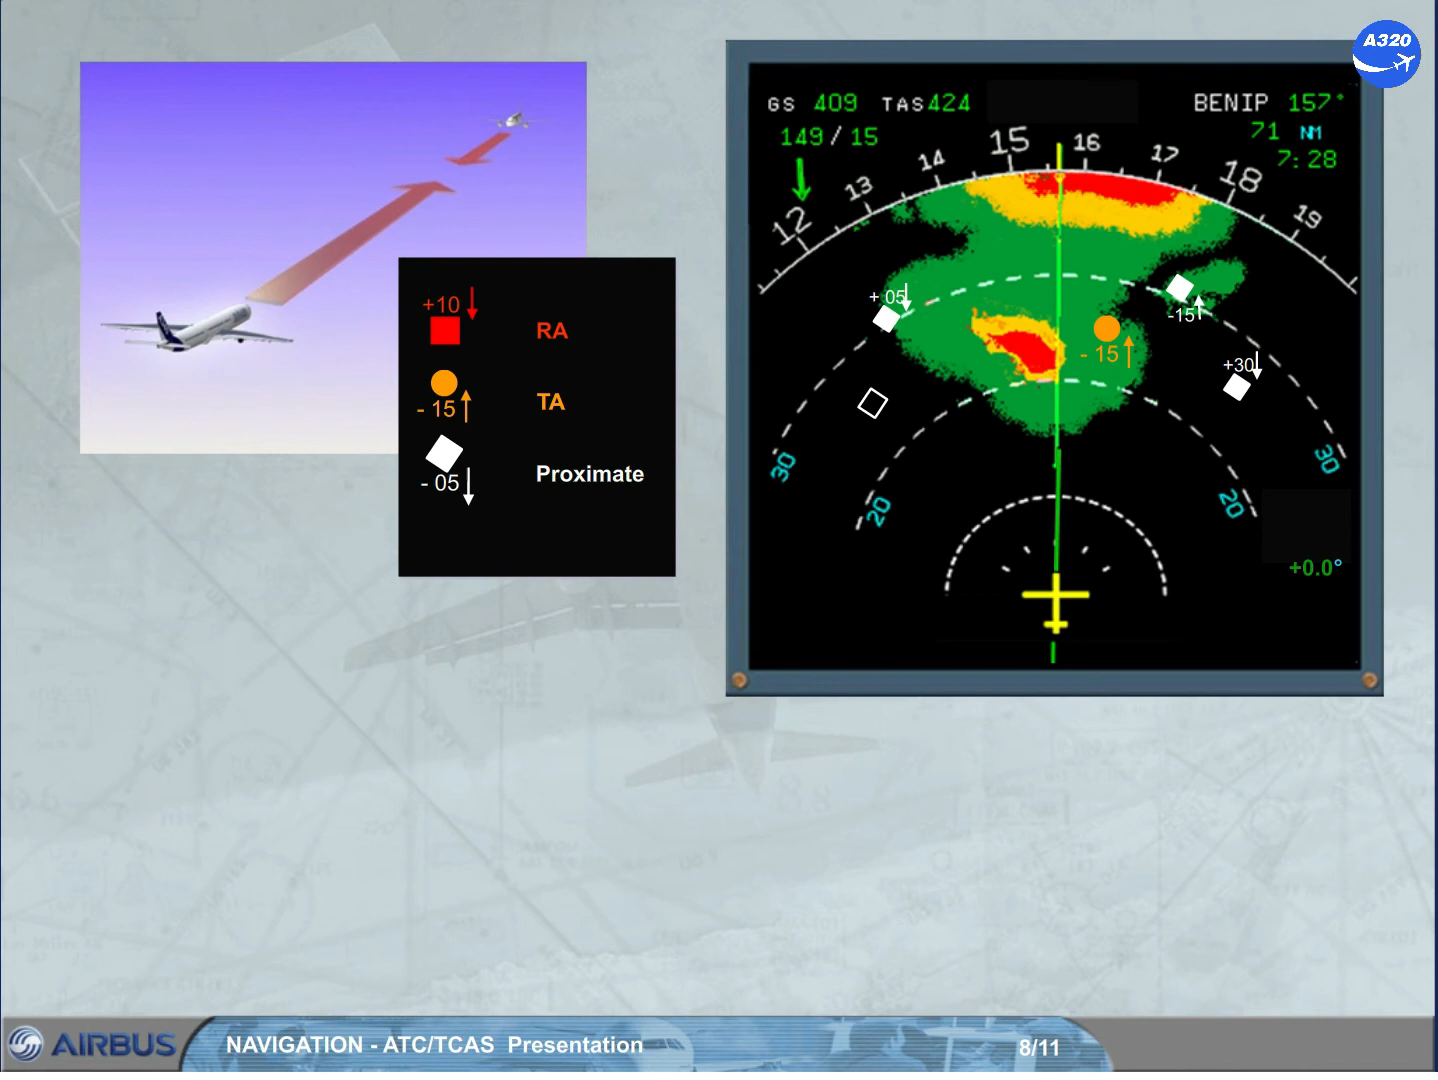 A320
GS 409 TAS424
149/15
BENIP 157°
71 NM
7:28
12 13 14 15 16 17 18 19
+05
-15
- 15
+30
30 30
20 20
+0.0°
+10
RA
- 15
TA
- 05
Proximate
AIRBUS
NAVIGATION - ATC/TCAS Presentation
8/11